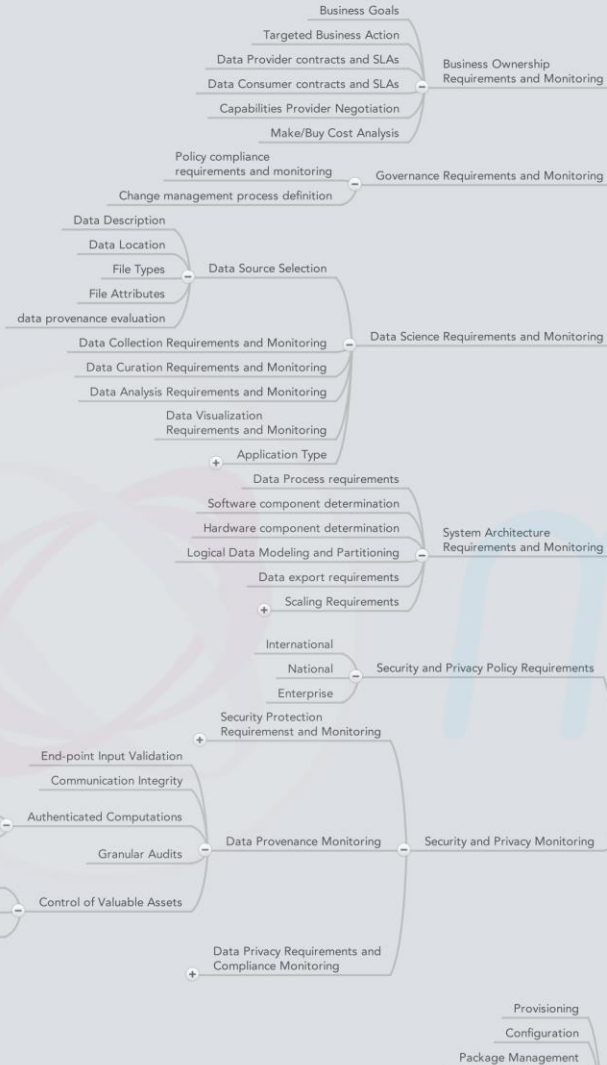 Business Goals
Targeted Business Action
Data Provider contracts and SLAs
Data Consumer contracts and SLAs
Capabilities Provider Negotiation
Make/Buy Cost Analysis
Business Ownership
Requirements and Monitoring
Policy compliance
requirements and monitoring
Change management process definition
Governance Requirements and Monitoring
Data Description
Data Location
File Types
File Attributes
data provenance evaluation
Data Source Selection
Data Collection Requirements and Monitoring
Data Curation Requirements and Monitoring
Data Analysis Requirements and Monitoring
Data Visualization
Requirements and Monitoring
Application Type
Data Science Requirements and Monitoring
Data Process requirements
Software component determination
Hardware component determination
Logical Data Modeling and Partitioning
Data export requirements
Scaling Requirements
System Architecture
Requirements and Monitoring
International
National
Enterprise
Security and Privacy Policy Requirements
Security Protection
Requiremenst and Monitoring
End-point Input Validation
Communication Integrity
Authenticated Computations
Granular Audits
Control of Valuable Assets
Data Provenance Monitoring
Security and Privacy Monitoring
Data Privacy Requirements and
Compliance Monitoring
Provisioning
Configuration
Package Management